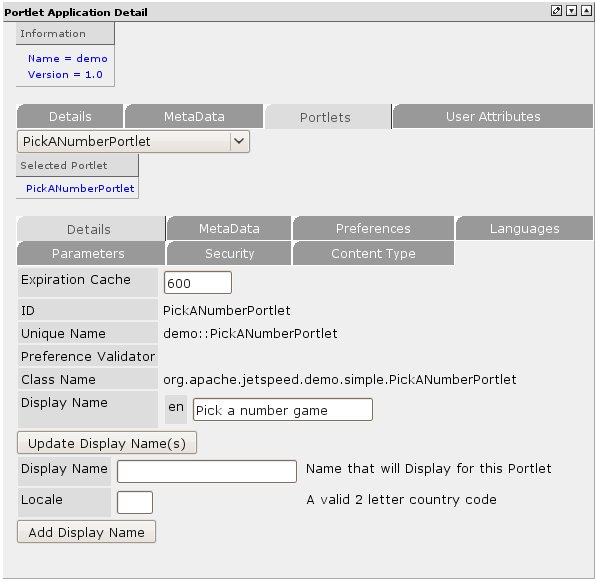 Portlet Application Detail
Information
Name = demo
Version = 1.0
Details MetaData Portlets User Attributes
PickANumberPortlet
Selected Portlet
PickANumberPortlet
Details MetaData Preferences Languages
Parameters Security Content Type
Expiration Cache 600
ID PickANumberPortlet
Unique Name demo::PickANumberPortlet
Preference Validator
Class Name org.apache.jetspeed.demo.simple.PickANumberPortlet
Display Name en Pick a number game
Update Display Name(s)
Display Name Name that will Display for this Portlet
Locale A valid 2 letter country code
Add Display Name